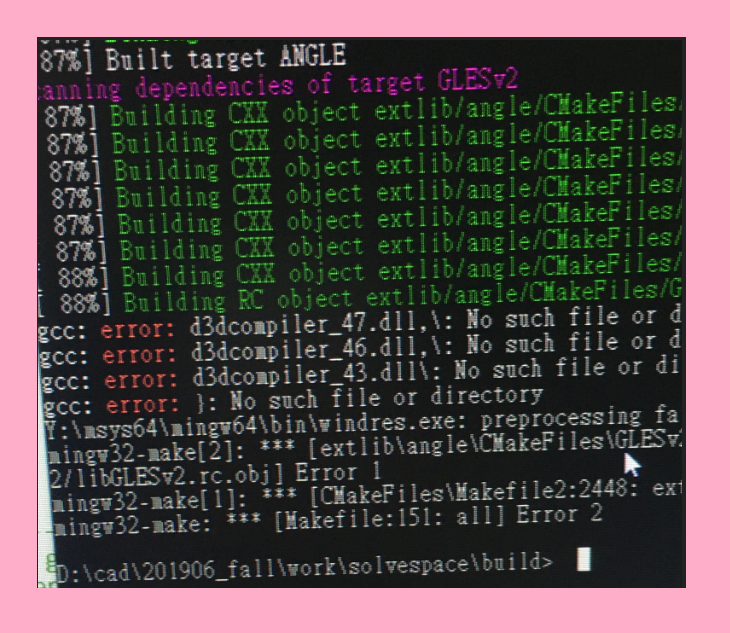 87%] Built target ANGLE
canning dependencies of target GLESv2
87%] Building CXX object extlib/angle/CMakeFiles/
87%] Building CXX object extlib/angle/CMakeFiles/
87%] Building CXX object extlib/angle/CMakeFiles/
87%] Building CXX object extlib/angle/CMakeFiles/
87%] Building CXX object extlib/angle/CMakeFiles/
87%] Building CXX object extlib/angle/CMakeFiles/
88%] Building CXX object extlib/angle/CMakeFiles/
[ 88%] Building RC object extlib/angle/CMakeFiles/G
gcc: error: d3dcompiler_47.dll,\: No such file or d
gcc: error: d3dcompiler_46.dll,\: No such file or d
gcc: error: d3dcompiler_43.dll\: No such file or di
gcc: error: }: No such file or directory
Y:\msys64\mingw64\bin\windres.exe: preprocessing fa
mingw32-make[2]: *** [extlib\angle\CMakeFiles\GLESv2
2/libGLESv2.rc.obj] Error 1
mingw32-make[1]: *** [CMakeFiles\Makefile2:2448: ext
mingw32-make: *** [Makefile:151: all] Error 2
D:\cad\201906_fall\work\solvespace\build>